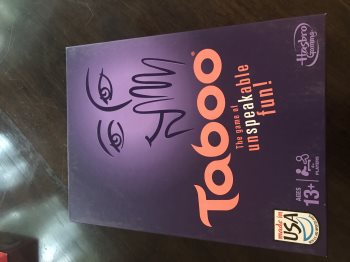 Hasbro
Gaming
Taboo
The game of
unspeakable
fun!
AGES
13+
4+
PLAYERS
made in
USA